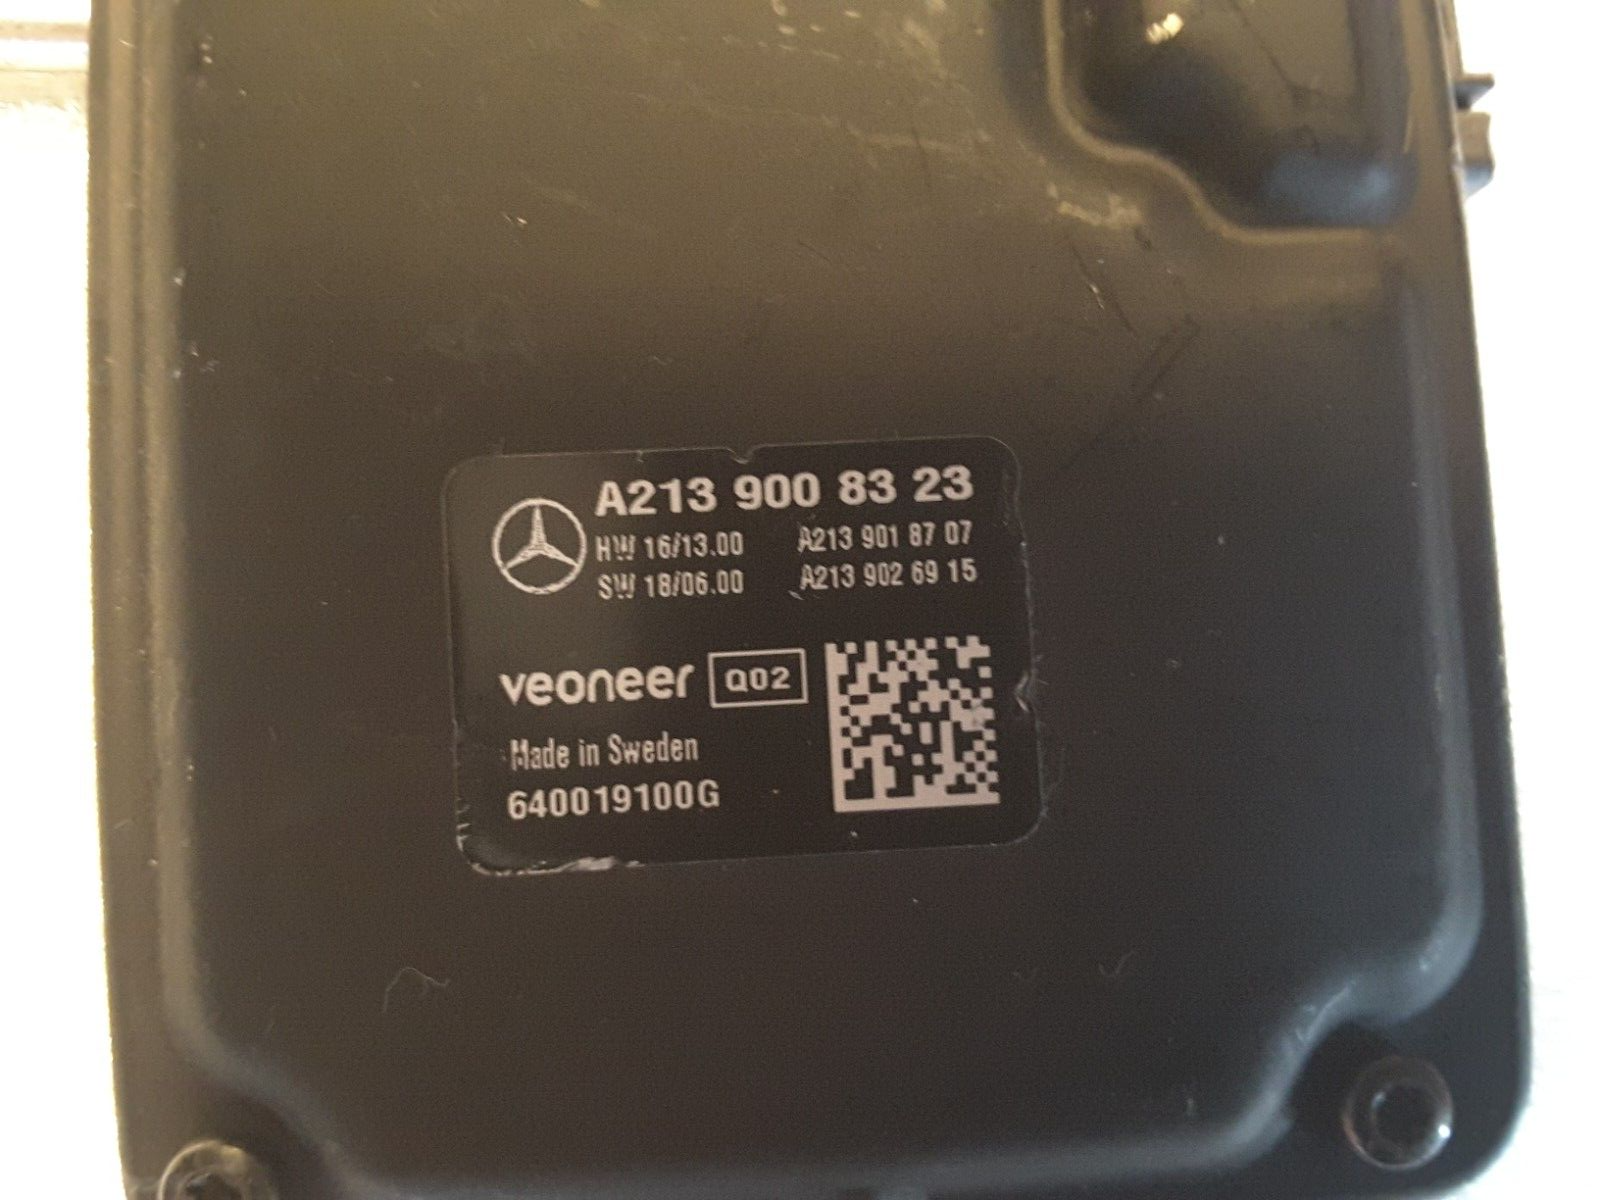 A213 900 83 23
HW 16/13.00 A213 901 87 07
SW 18/06.00 A213 902 69 15
veoneer Q02
Made in Sweden
640019100G